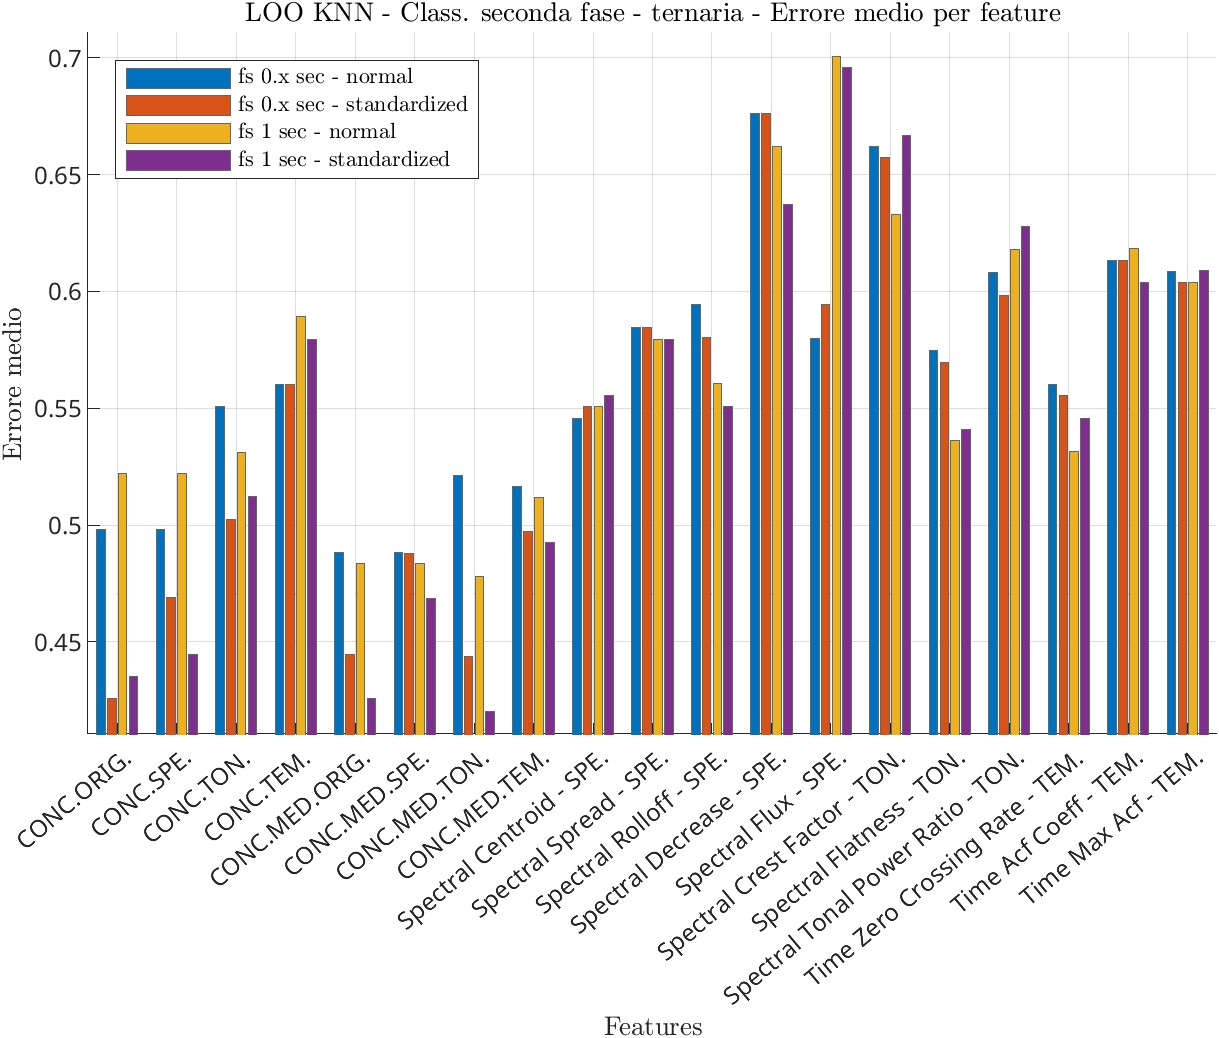 LOO KNN - Class. seconda fase - ternaria - Errore medio per feature
fs 0.x sec - normal
fs 0.x sec - standardized
fs 1 sec - normal
fs 1 sec - standardized
Errore medio
0.7
0.65
0.6
0.55
0.5
0.45
CONC.ORIG.
CONC.SPE.
CONC.TON.
CONC.TEM.
CONC.MED.ORIG.
CONC.MED.SPE.
CONC.MED.TON.
CONC.MED.TEM.
Spectral Centroid - SPE.
Spectral Spread - SPE.
Spectral Rolloff - SPE.
Spectral Decrease - SPE.
Spectral Flux - SPE.
Spectral Crest Factor - TON.
Spectral Flatness - TON.
Spectral Tonal Power Ratio - TON.
Time Zero Crossing Rate - TEM.
Time Acf Coeff - TEM.
Time Max Acf - TEM.
Features